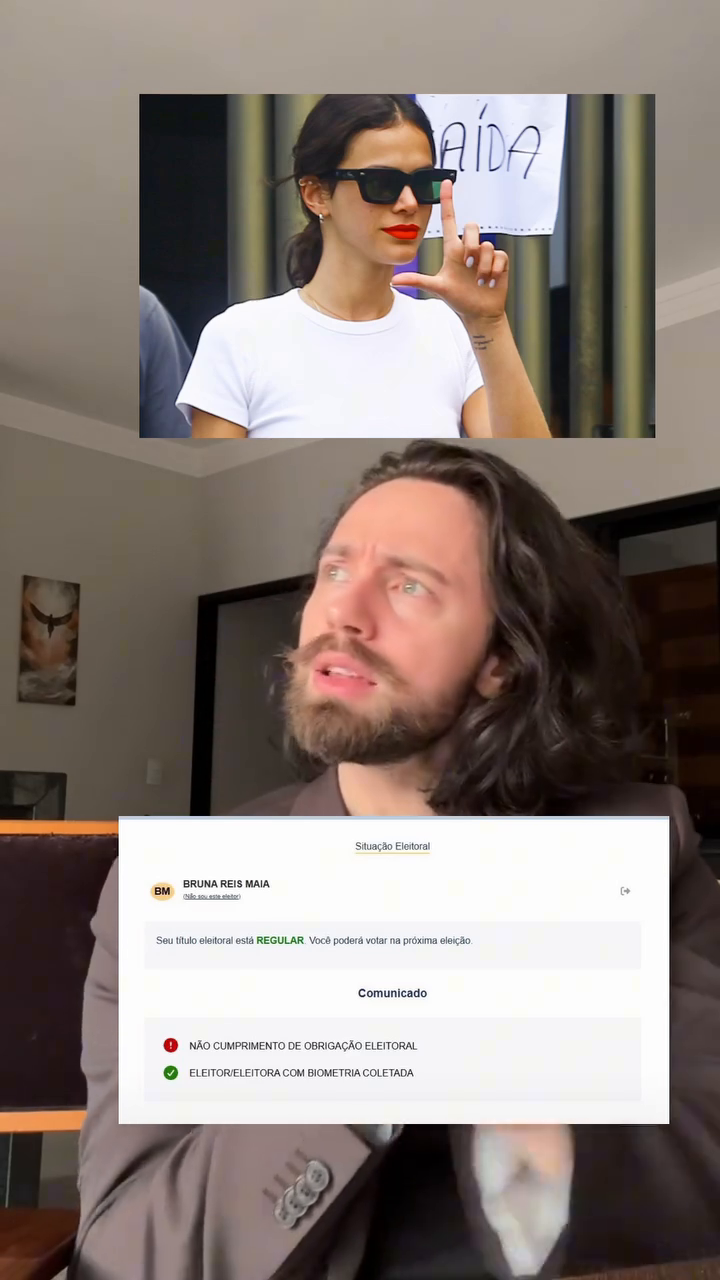 AÍDA
Situação Eleitoral
BM
BRUNA REIS MAIA
(Não sou este eleitor)
Seu título eleitoral está REGULAR. Você poderá votar na próxima eleição.
Comunicado
NÃO CUMPRIMENTO DE OBRIGAÇÃO ELEITORAL
ELEITOR/ELEITORA COM BIOMETRIA COLETADA